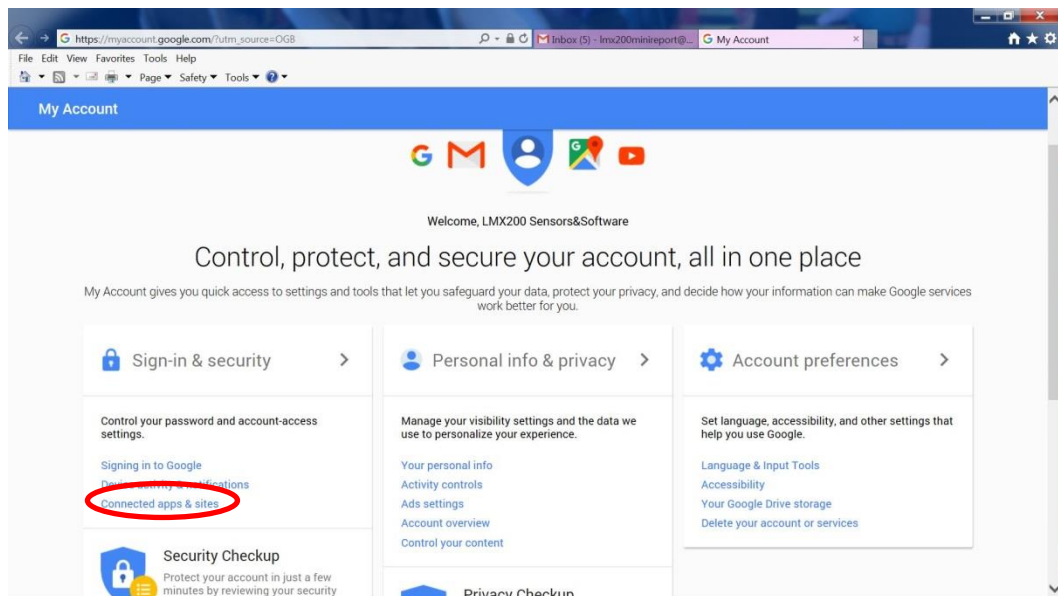 https://myaccount.google.com/?utm_source=OGB
Inbox (5) - lmx200minireport@...
My Account
File Edit View Favorites Tools Help
Page Safety Tools
My Account
Welcome, LMX200 Sensors&Software
Control, protect, and secure your account, all in one place
My Account gives you quick access to settings and tools that let you safeguard your data, protect your privacy, and decide how your information can make Google services
work better for you.
Sign-in & security
Control your password and account-access
settings.
Signing in to Google
Device activity & notifications
Connected apps & sites
Security Checkup
Protect your account in just a few
minutes by reviewing your security
Personal info & privacy
Manage your visibility settings and the data we
use to personalize your experience.
Your personal info
Activity controls
Ads settings
Account overview
Control your content
Privacy Checkup
Account preferences
Set language, accessibility, and other settings that
help you use Google.
Language & Input Tools
Accessibility
Your Google Drive storage
Delete your account or services